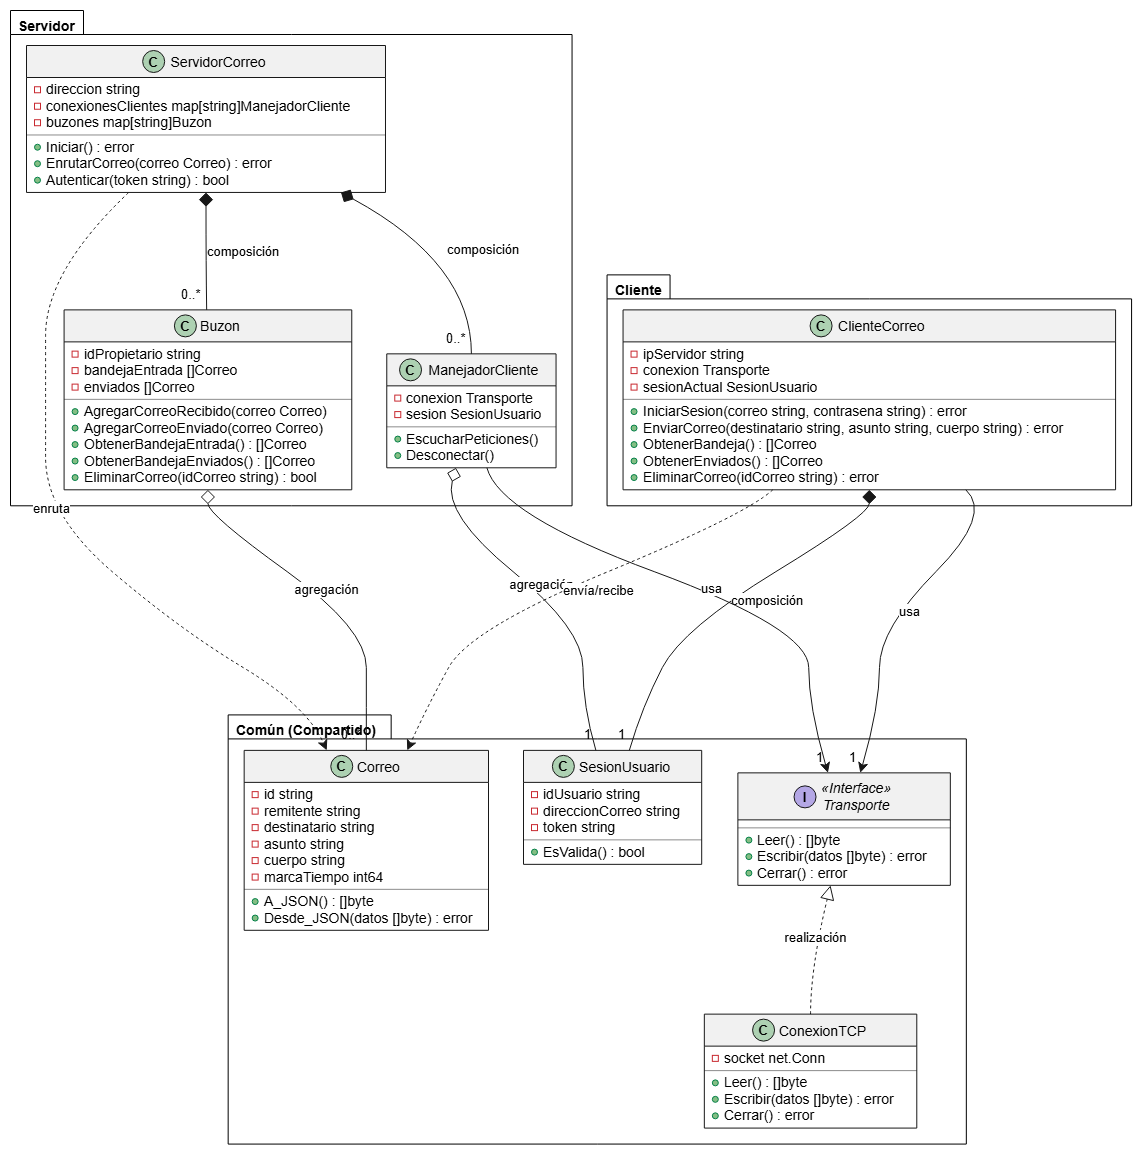 Servidor
C ServidorCorreo
direccion string
conexionesClientes map[string]ManejadorCliente
buzones map[string]Buzon
Iniciar() : error
EnrutarCorreo(correo Correo) : error
Autenticar(token string) : bool
composición
composición
0..*
0..*
C Buzon
idPropietario string
bandejaEntrada []Correo
enviados []Correo
AgregarCorreoRecibido(correo Correo)
AgregarCorreoEnviado(correo Correo)
ObtenerBandejaEntrada() : []Correo
ObtenerBandejaEnviados() : []Correo
EliminarCorreo(idCorreo string) : bool
C ManejadorCliente
conexion Transporte
sesion SesionUsuario
EscucharPeticiones()
Desconectar()
Cliente
C ClienteCorreo
ipServidor string
conexion Transporte
sesionActual SesionUsuario
IniciarSesion(correo string, contrasena string) : error
EnviarCorreo(destinatario string, asunto string, cuerpo string) : error
ObtenerBandeja() : []Correo
ObtenerEnviados() : []Correo
EliminarCorreo(idCorreo string) : error
enruta
agregación
agregación
envía/recibe
usa
composición
usa
Común (Compartido)
1
1
1
1
C Correo
id string
remitente string
destinatario string
asunto string
cuerpo string
marcaTiempo int64
A_JSON() : []byte
Desde_JSON(datos []byte) : error
C SesionUsuario
idUsuario string
direccionCorreo string
token string
EsValida() : bool
I «Interface»
Transporte
Leer() : []byte
Escribir(datos []byte) : error
Cerrar() : error
realización
C ConexionTCP
socket net.Conn
Leer() : []byte
Escribir(datos []byte) : error
Cerrar() : error